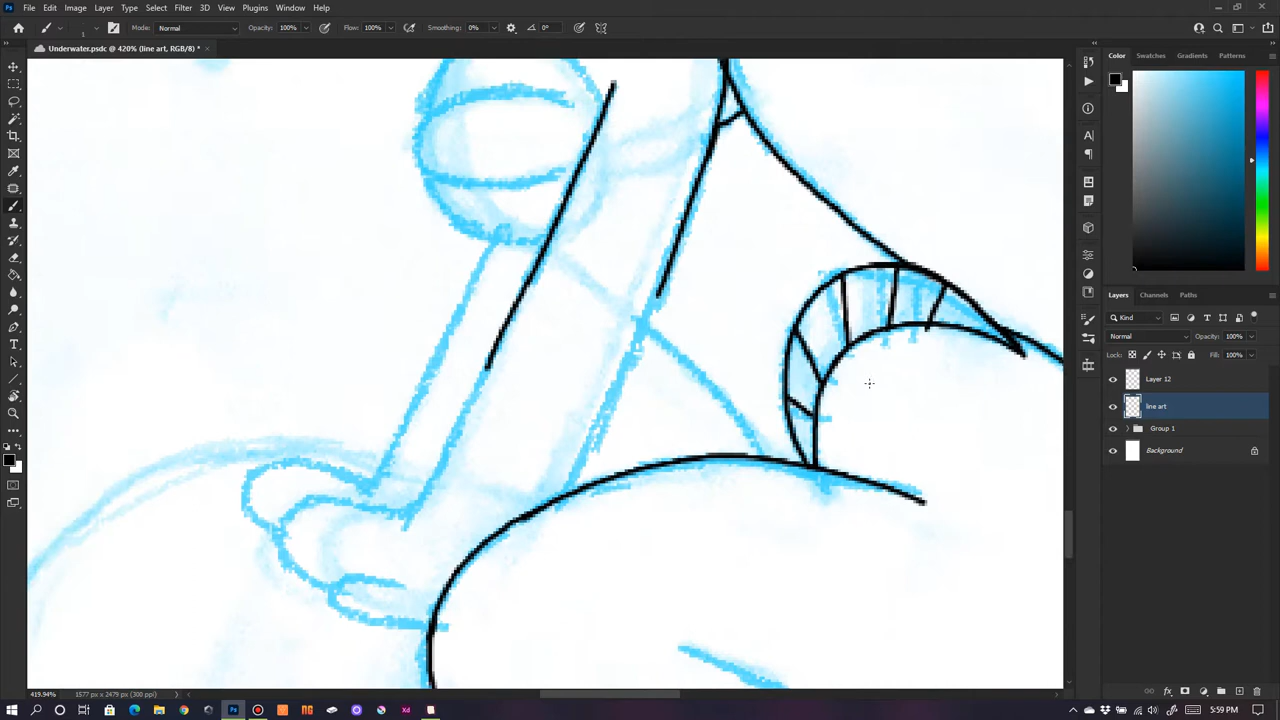 File Edit Image Layer Type Select Filter 3D View Plugins Window Help
1 Mode: Normal Opacity: 100% Flow: 100% Smoothing: 0% 0°
Underwater.psdc @ 420% (line art, RGB/8) *
Color Swatches Gradients Patterns
Layers Channels Paths
Kind
Normal Opacity: 100%
Lock: Fill: 100%
Layer 12
line art
Group 1
Background
419.94% 1577 px x 2479 px (300 ppi)
5:59 PM